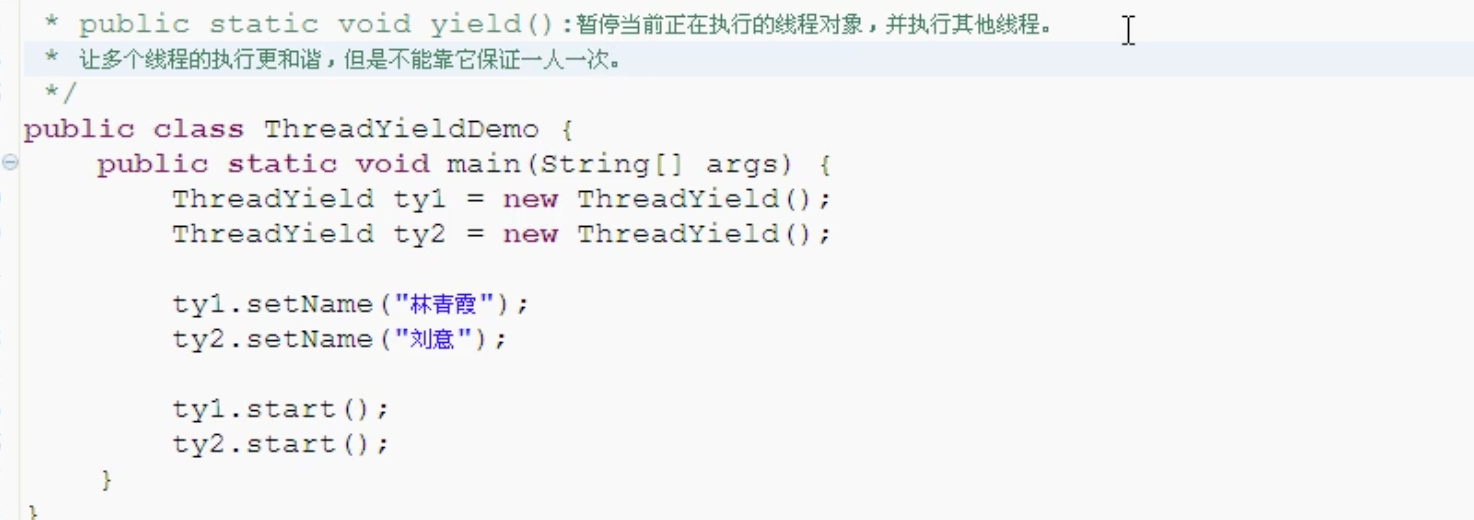 * public static void yield():暂停当前正在执行的线程对象，并执行其他线程。
* 让多个线程的执行更和谐，但是不能靠它保证一人一次。
*/
public class ThreadYieldDemo {
public static void main(String[] args) {
ThreadYield ty1 = new ThreadYield();
ThreadYield ty2 = new ThreadYield();
ty1.setName("林青霞");
ty2.setName("刘意");
ty1.start();
ty2.start();
}
}